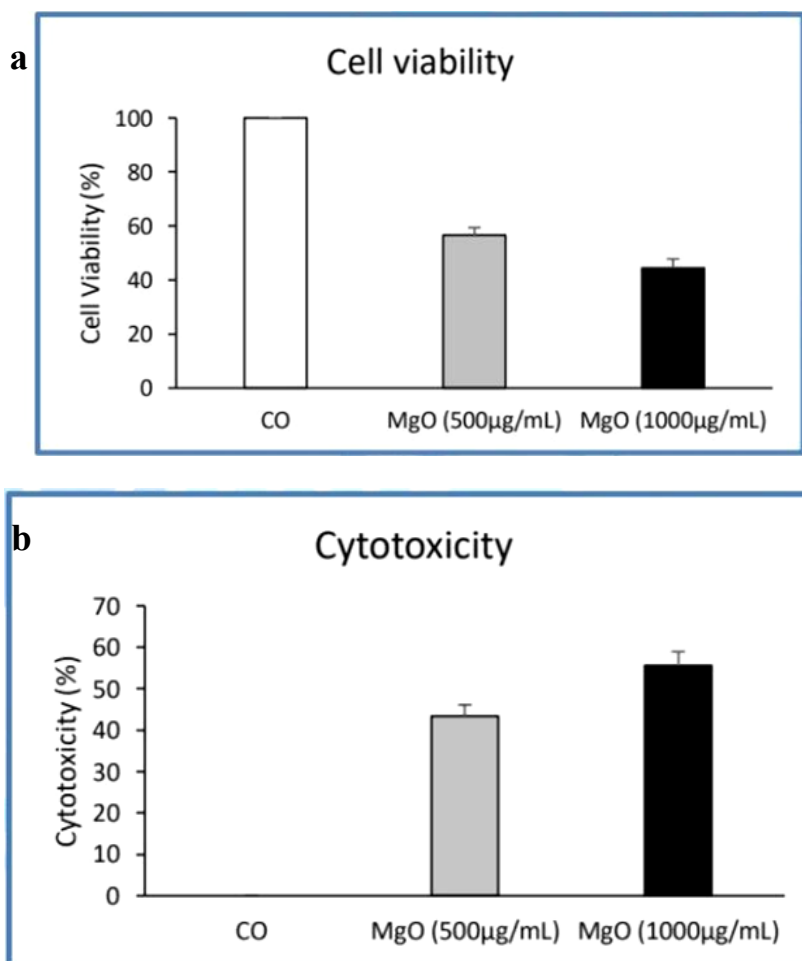 a
Cell viability
Cell Viability (%)
100
80
60
40
20
0
CO MgO (500µg/mL) MgO (1000µg/mL)
b
Cytotoxicity
Cytotoxicity (%)
70
60
50
40
30
20
10
0
CO MgO (500µg/mL) MgO (1000µg/mL)